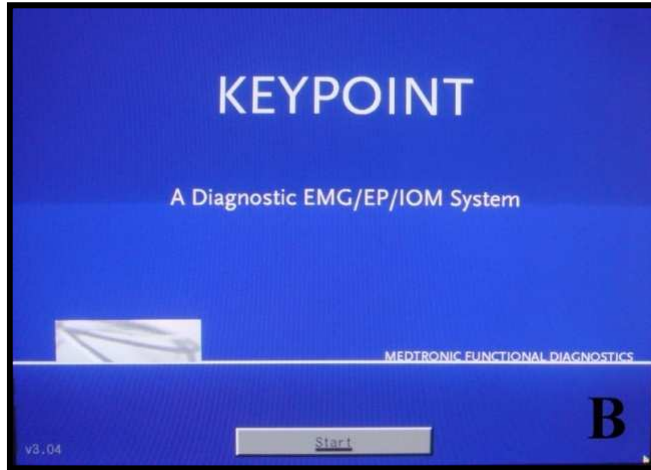 KEYPOINT
A Diagnostic EMG/EP/IOM System
MEDTRONIC FUNCTIONAL DIAGNOSTICS
Start
B
v3.04